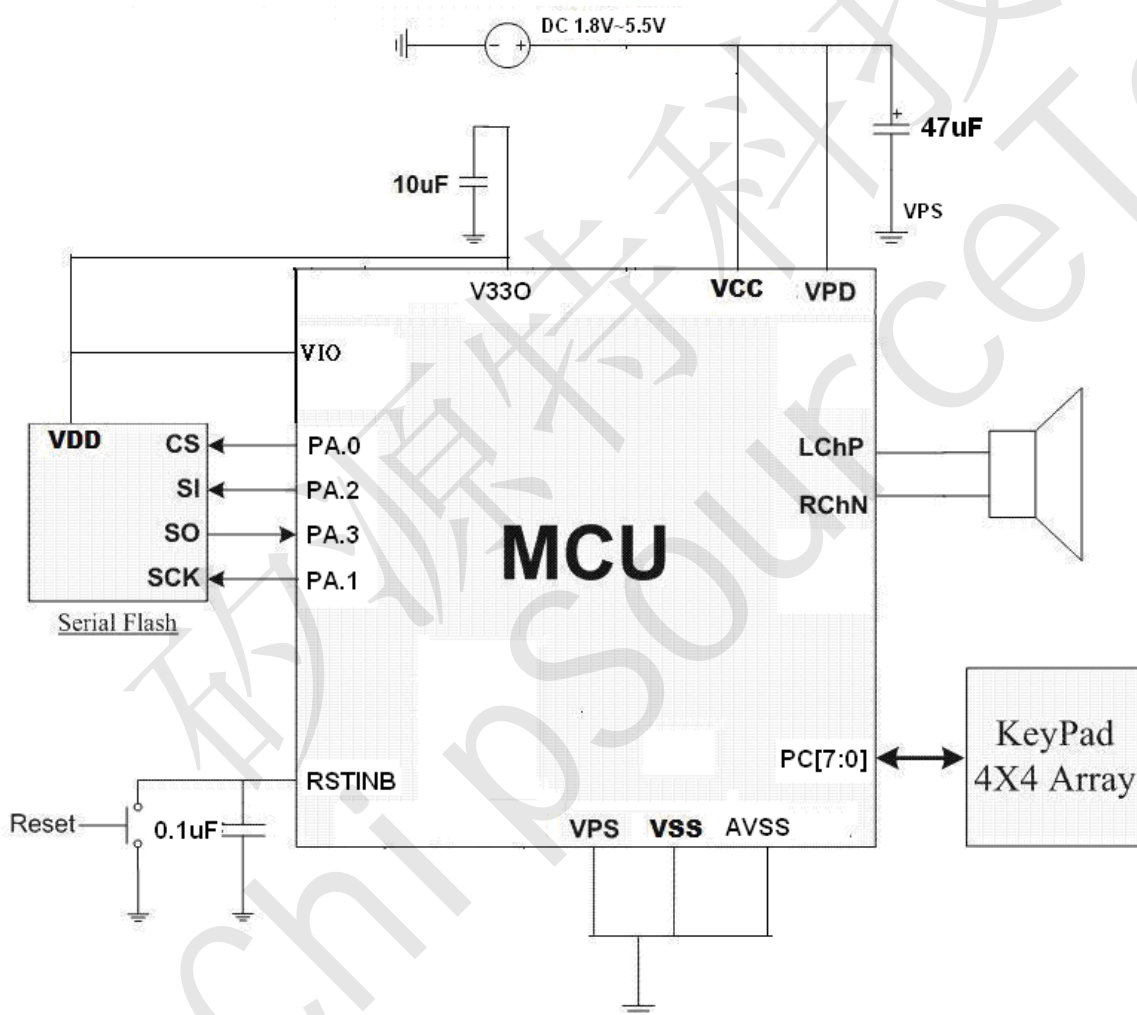 DC 1.8V~5.5V
47uF
10uF
VPS
V33O
VCC
VPD
VIO
VDD
CS
PA.0
LChP
SI
PA.2
RChN
SO
PA.3
MCU
SCK
PA.1
Serial Flash
KeyPad
4X4 Array
PC[7:0]
RSTINB
Reset
0.1uF
VPS
VSS
AVSS
矽源特科技
ChipSource Te